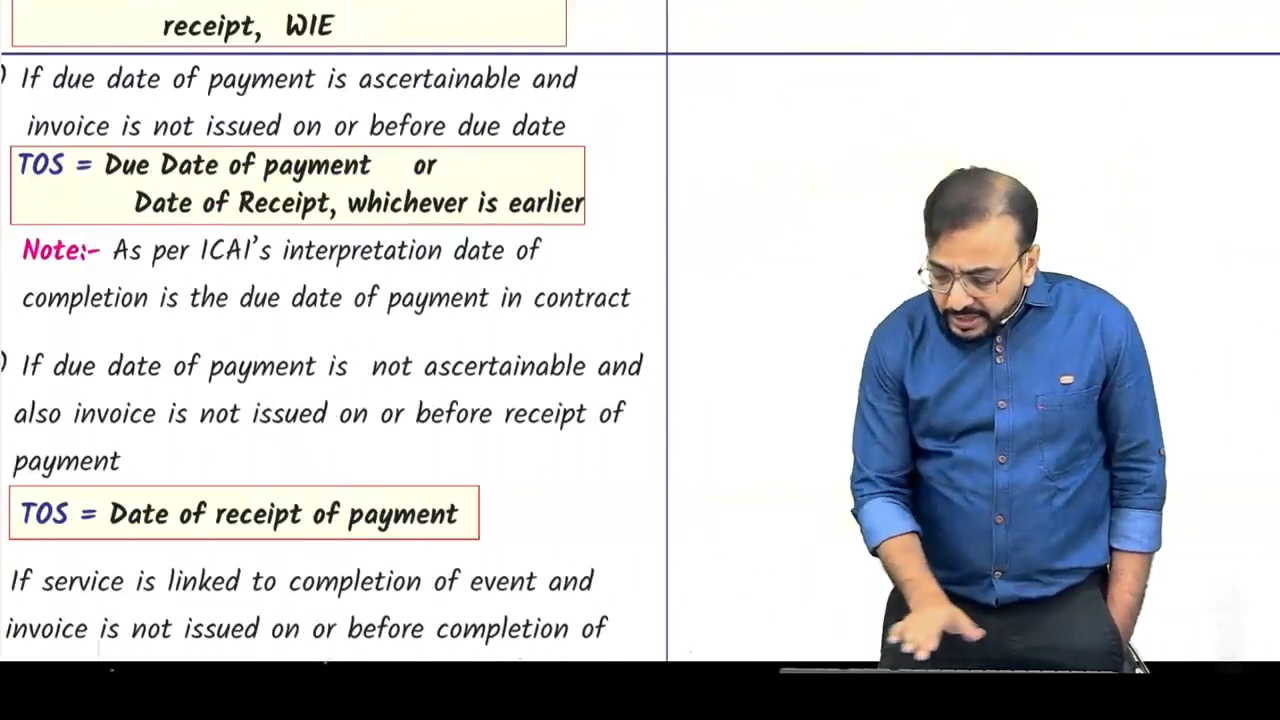 receipt, WIE
) If due date of payment is ascertainable and
invoice is not issued on or before due date
TOS = Due Date of payment or
Date of Receipt, whichever is earlier
Note:- As per ICAI's interpretation date of
completion is the due date of payment in contract
) If due date of payment is not ascertainable and
also invoice is not issued on or before receipt of
payment
TOS = Date of receipt of payment
If service is linked to completion of event and
invoice is not issued on or before completion of